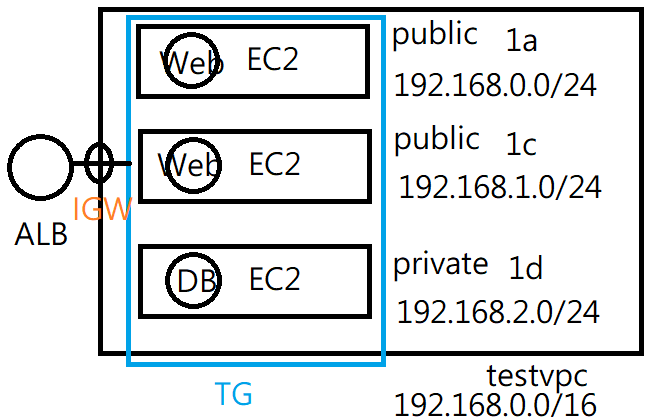 Web EC2 public 1a
192.168.0.0/24
Web EC2 public 1c
192.168.1.0/24
IGW
ALB
DB EC2 private 1d
192.168.2.0/24
TG
testvpc
192.168.0.0/16